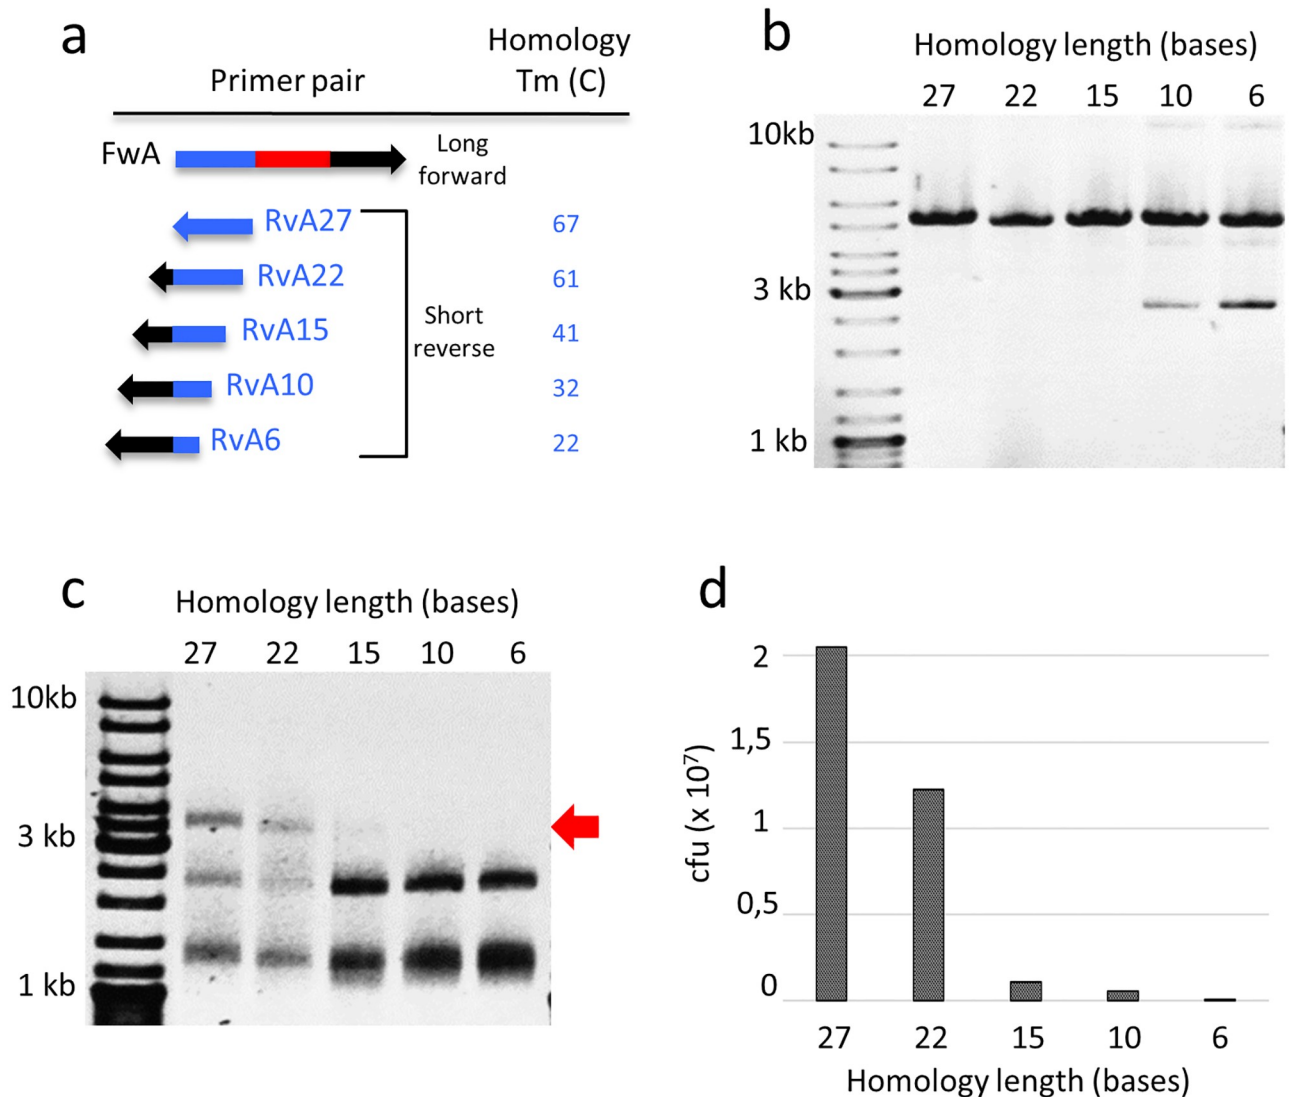 a
Primer pair
Homology
Tm (C)
FwA
Long
forward
RvA27
67
RvA22
61
RvA15
41
RvA10
32
RvA6
22
Short
reverse
b
Homology length (bases)
27 22 15 10 6
10kb
3 kb
1 kb
c
Homology length (bases)
27 22 15 10 6
10kb
3 kb
1 kb
d
cfu (x 10⁷)
2
1,5
1
0,5
0
27 22 15 10 6
Homology length (bases)